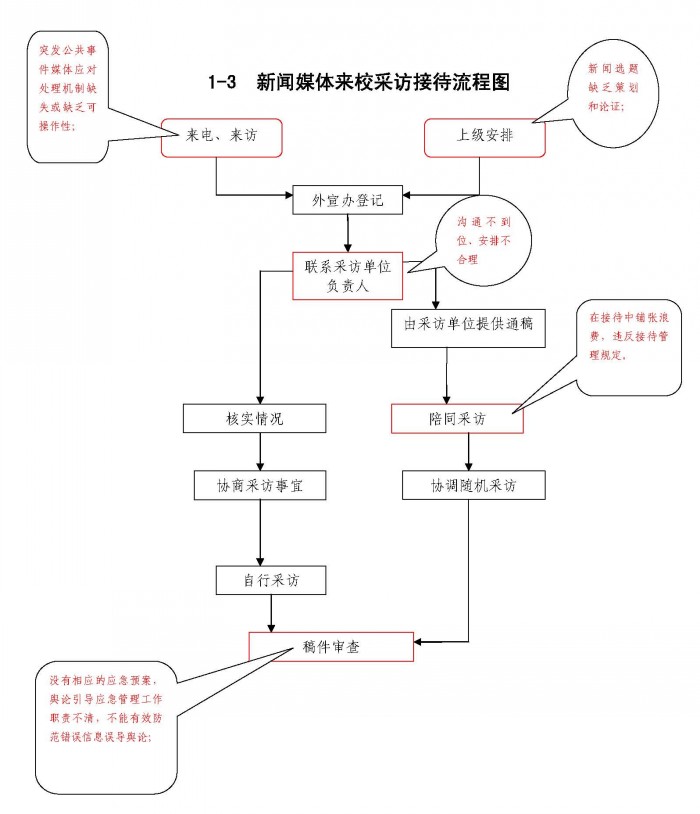 1-3 新闻媒体来校采访接待流程图
突发公共事
件媒体应对
处理机制缺
失或缺乏可
操作性;
新闻选题
缺乏策划
和论证;
来电、来访
上级安排
外宣办登记
沟通不到
位、安排不
合理
联系采访单位
负责人
由采访单位提供通稿
在接待中铺张浪
费，违反接待管
理规定。
核实情况
陪同采访
协商采访事宜
协调随机采访
自行采访
稿件审查
没有相应的应急预案，
舆论引导应急管理工作
职责不清，不能有效防
范错误信息误导舆论;